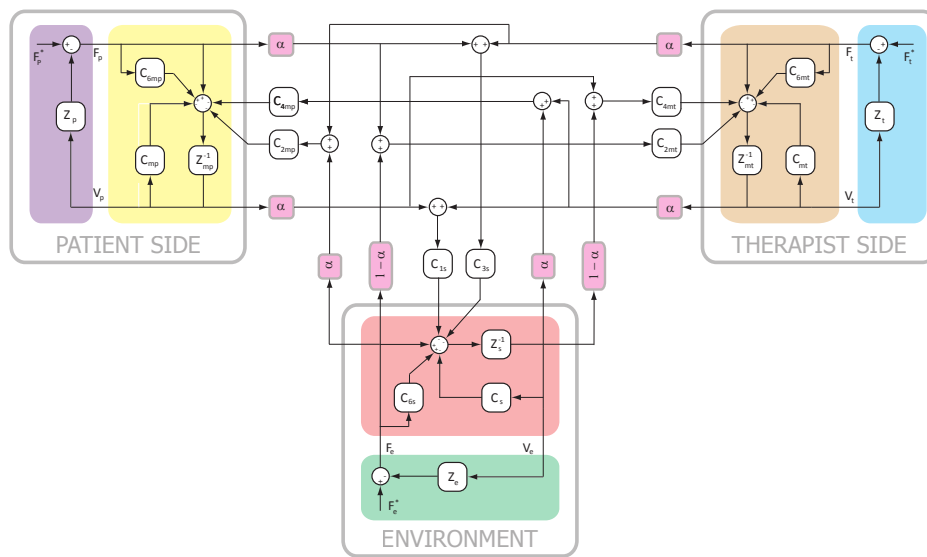 F*p
+
-
Fp
α
+ +
α
Ft
-
+
F*t
C6mp
C6mt
C4mp
+
+
+
+
C4mt
Zp
C2mp
+
+
+
+
C2mt
Zt
Cmp
Z-1mp
Z-1mt
Cmt
Vp
α
+ +
α
Vt
PATIENT SIDE
THERAPIST SIDE
α
1 - α
C1s
C3s
α
1 - α
Z-1s
C6s
Cs
Fe
Ve
Ze
-
+
F*e
ENVIRONMENT